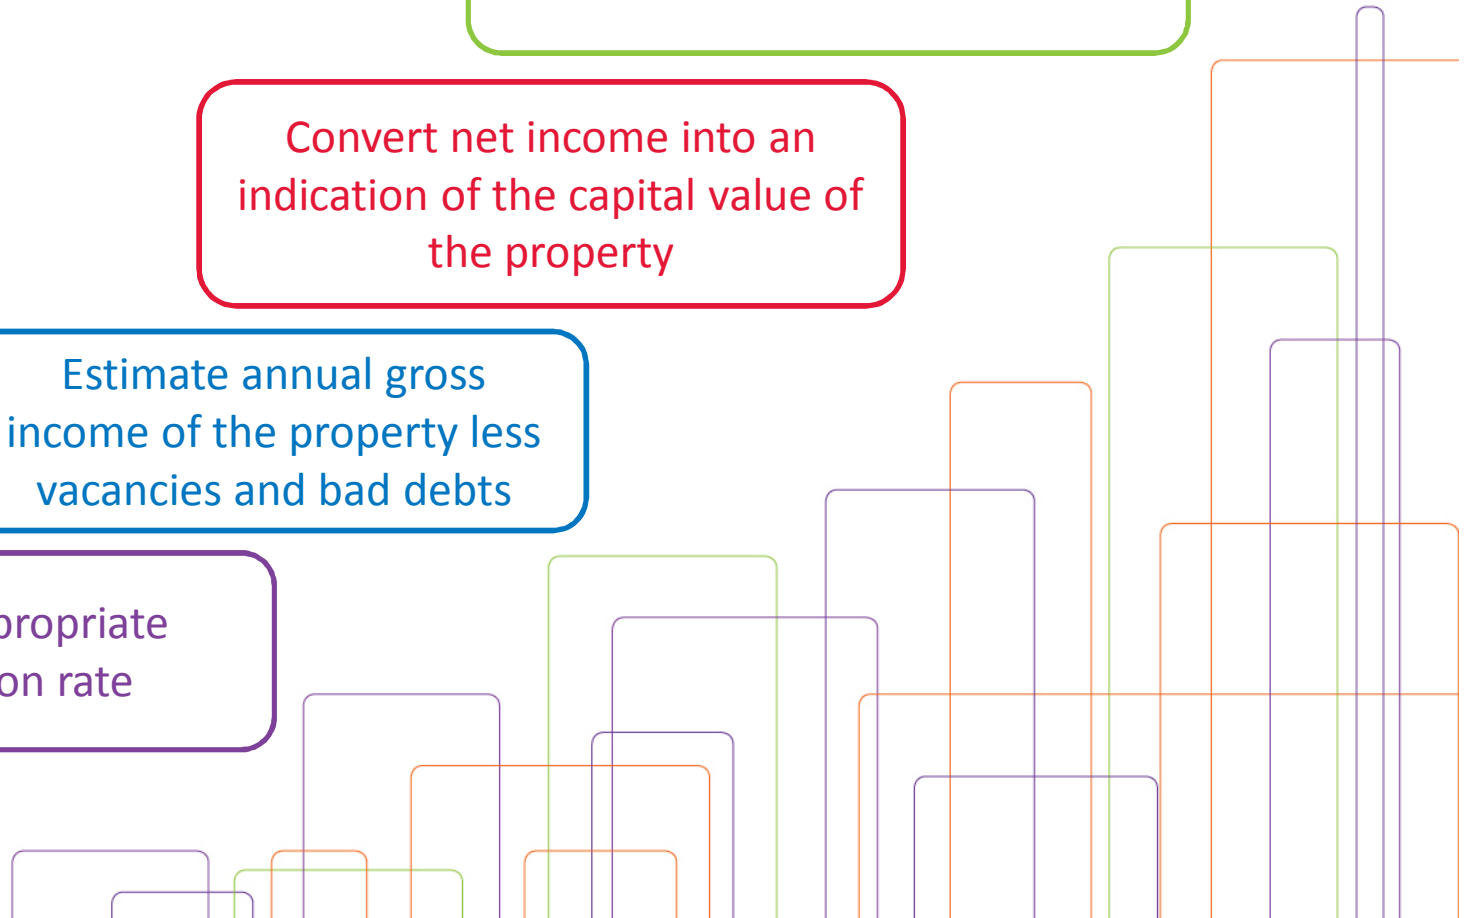 Convert net income into an
indication of the capital value of
the property
Estimate annual gross
income of the property less
vacancies and bad debts
propriate
on rate